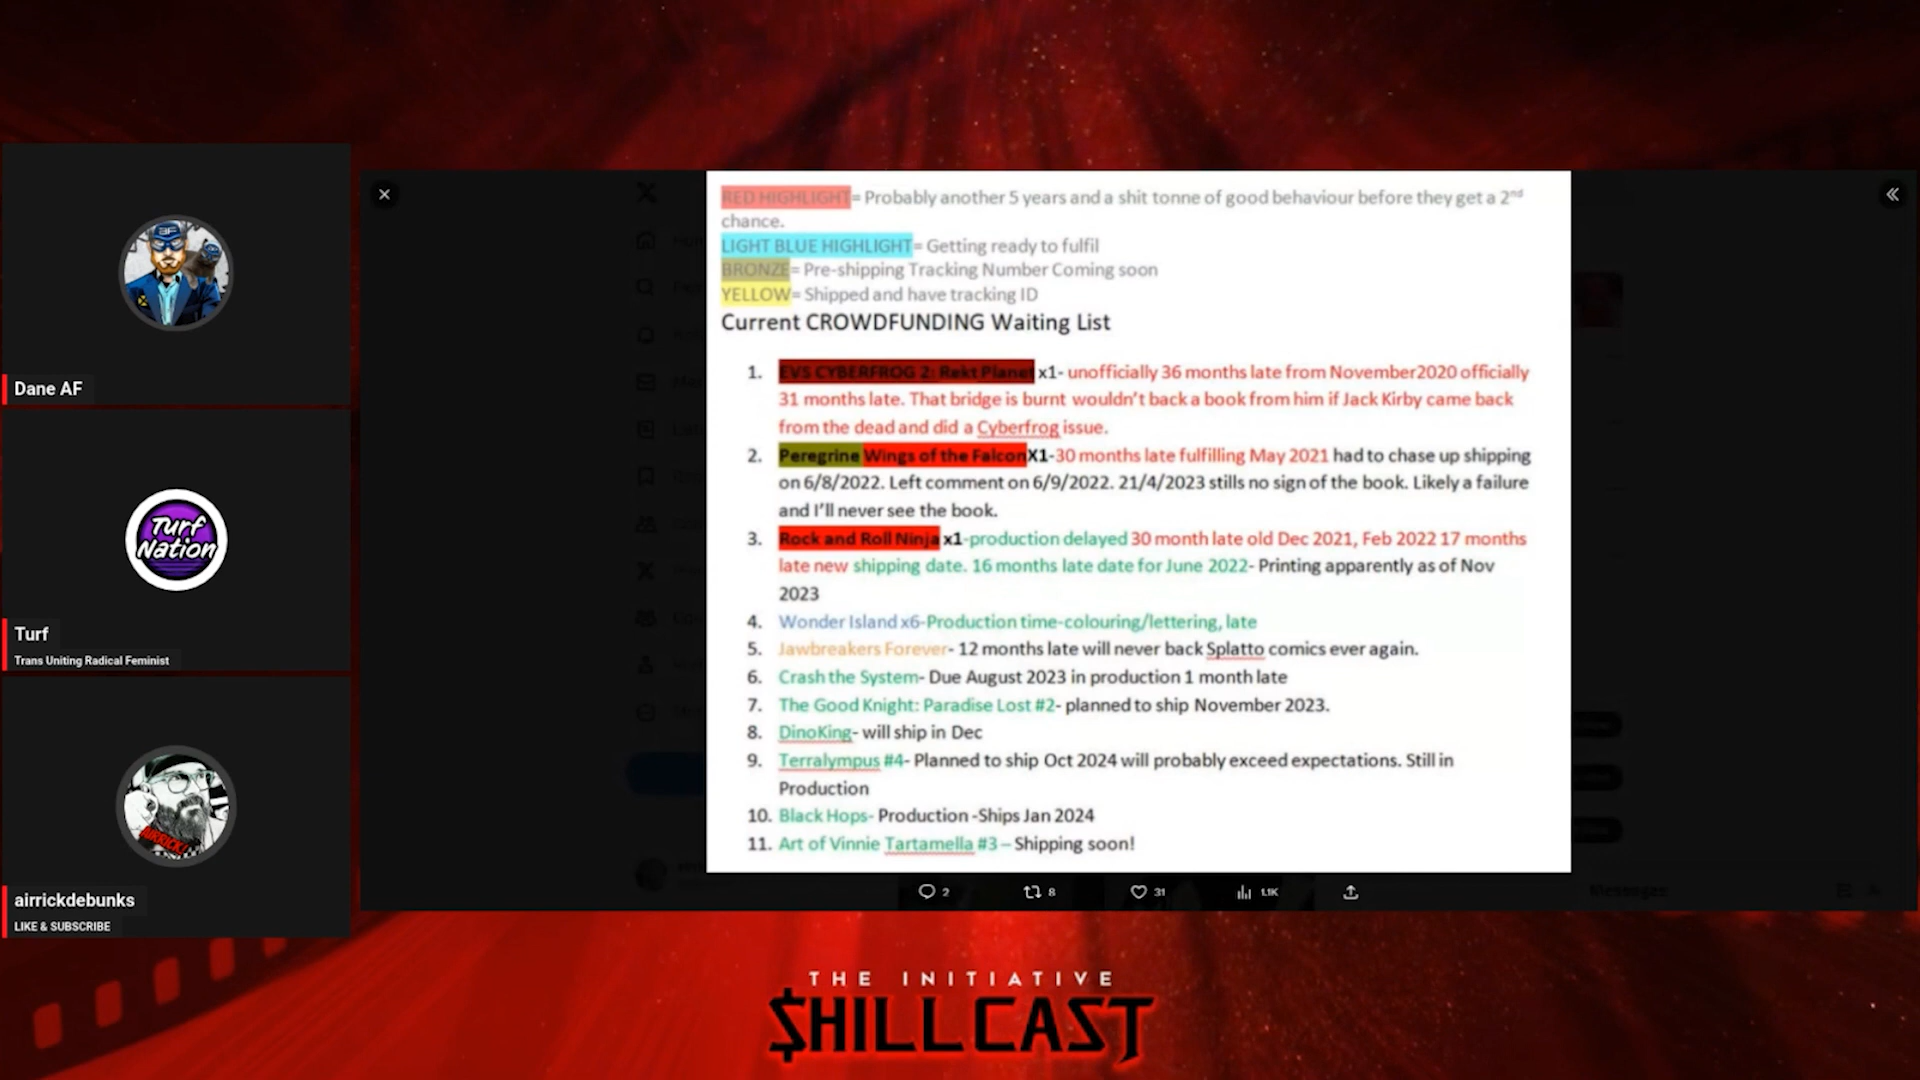 RED HIGHLIGHT= Probably another 5 years and a shit tonne of good behaviour before they get a 2nd
chance.
LIGHT BLUE HIGHLIGHT= Getting ready to fulfil
BRONZE= Pre-shipping Tracking Number Coming soon
YELLOW= Shipped and have tracking ID
Current CROWDFUNDING Waiting List
1. EVS CYBERFROG 2: Rekt Planet x1- unofficially 36 months late from November2020 officially
31 months late. That bridge is burnt wouldn't back a book from him if Jack Kirby came back
from the dead and did a Cyberfrog issue.
2. Peregrine Wings of the FalconX1-30 months late fulfilling May 2021 had to chase up shipping
on 6/8/2022. Left comment on 6/9/2022. 21/4/2023 stills no sign of the book. Likely a failure
and I'll never see the book.
3. Rock and Roll Ninja x1-production delayed 30 month late old Dec 2021, Feb 2022 17 months
late new shipping date. 16 months late date for June 2022- Printing apparently as of Nov
2023
4. Wonder Island x6-Production time-colouring/lettering, late
5. Jawbreakers Forever- 12 months late will never back Splatto comics ever again.
6. Crash the System- Due August 2023 in production 1 month late
7. The Good Knight: Paradise Lost #2- planned to ship November 2023.
8. DinoKing- will ship in Dec
9. Terralympus #4- Planned to ship Oct 2024 will probably exceed expectations. Still in
Production
10. Black Hops- Production -Ships Jan 2024
11. Art of Vinnie Tartamella #3 – Shipping soon!
2 8 31 1.1K
Messages
BF
Dane AF
Turf
Nation
Turf
Trans Uniting Radical Feminist
AIRRICK!
airrickdebunks
LIKE & SUBSCRIBE
THE INITIATIVE
$HILLCAST